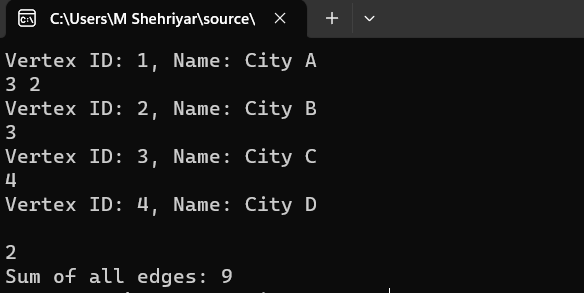 C:\Users\M Shehriyar\source\
Vertex ID: 1, Name: City A
3 2
Vertex ID: 2, Name: City B
3
Vertex ID: 3, Name: City C
4
Vertex ID: 4, Name: City D
2
Sum of all edges: 9